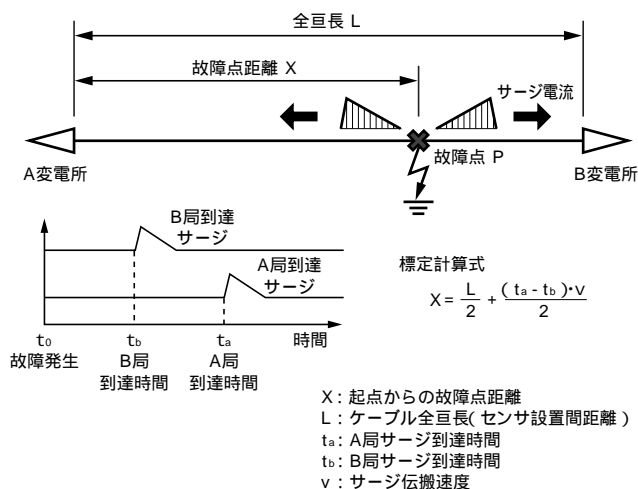 全亘長 L
故障点距離 X
サージ電流
故障点 P
A変電所
B変電所
B局到達
サージ
A局到達
サージ
標定計算式
X = L/2 + (ta - tb)・v/2
t0
故障発生
tb
B局
到達時間
ta
A局
到達時間
時間
X : 起点からの故障点距離
L : ケーブル全亘長( センサ設置間距離 )
ta : A局サージ到達時間
tb : B局サージ到達時間
v : サージ伝搬速度